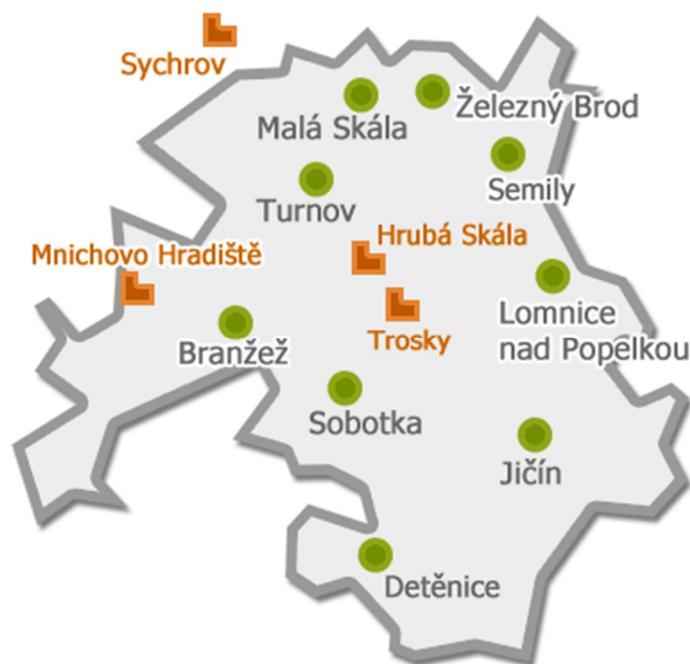 Sychrov
Železný Brod
Malá Skála
Semily
Turnov
Hrubá Skála
Mnichovo Hradiště
Lomnice
nad Popelkou
Trosky
Branžež
Sobotka
Jičín
Detěnice